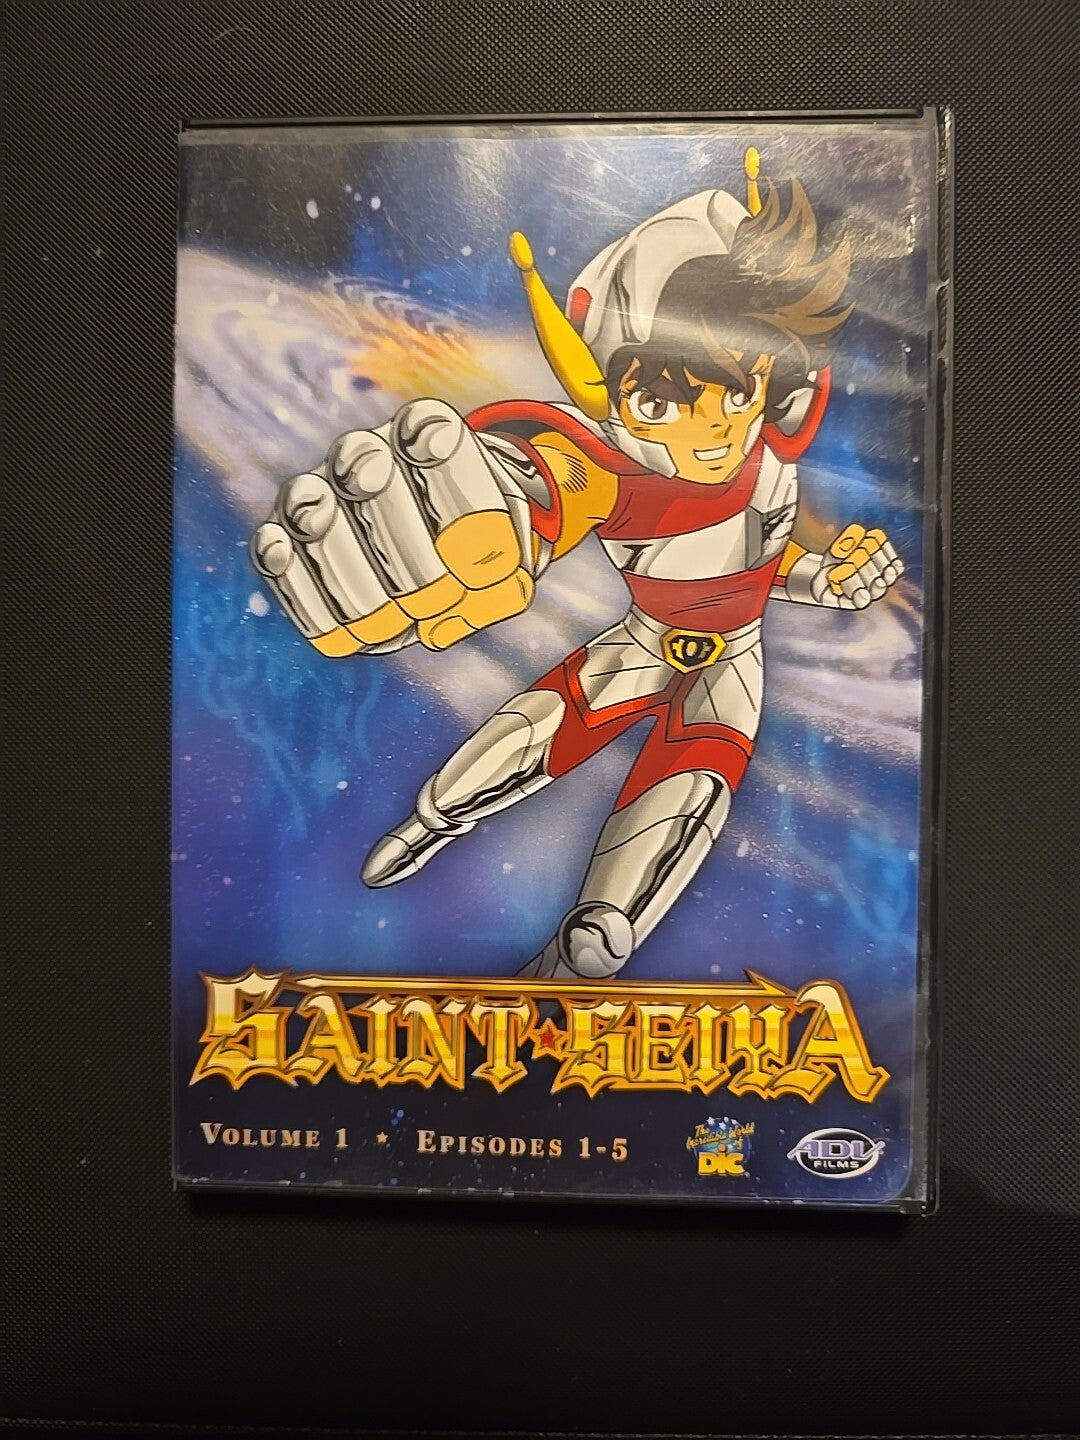 SAINT★SEIYA
VOLUME 1 ★ EPISODES 1-5
The
Incredible World
of
DiC
ADV
FILMS